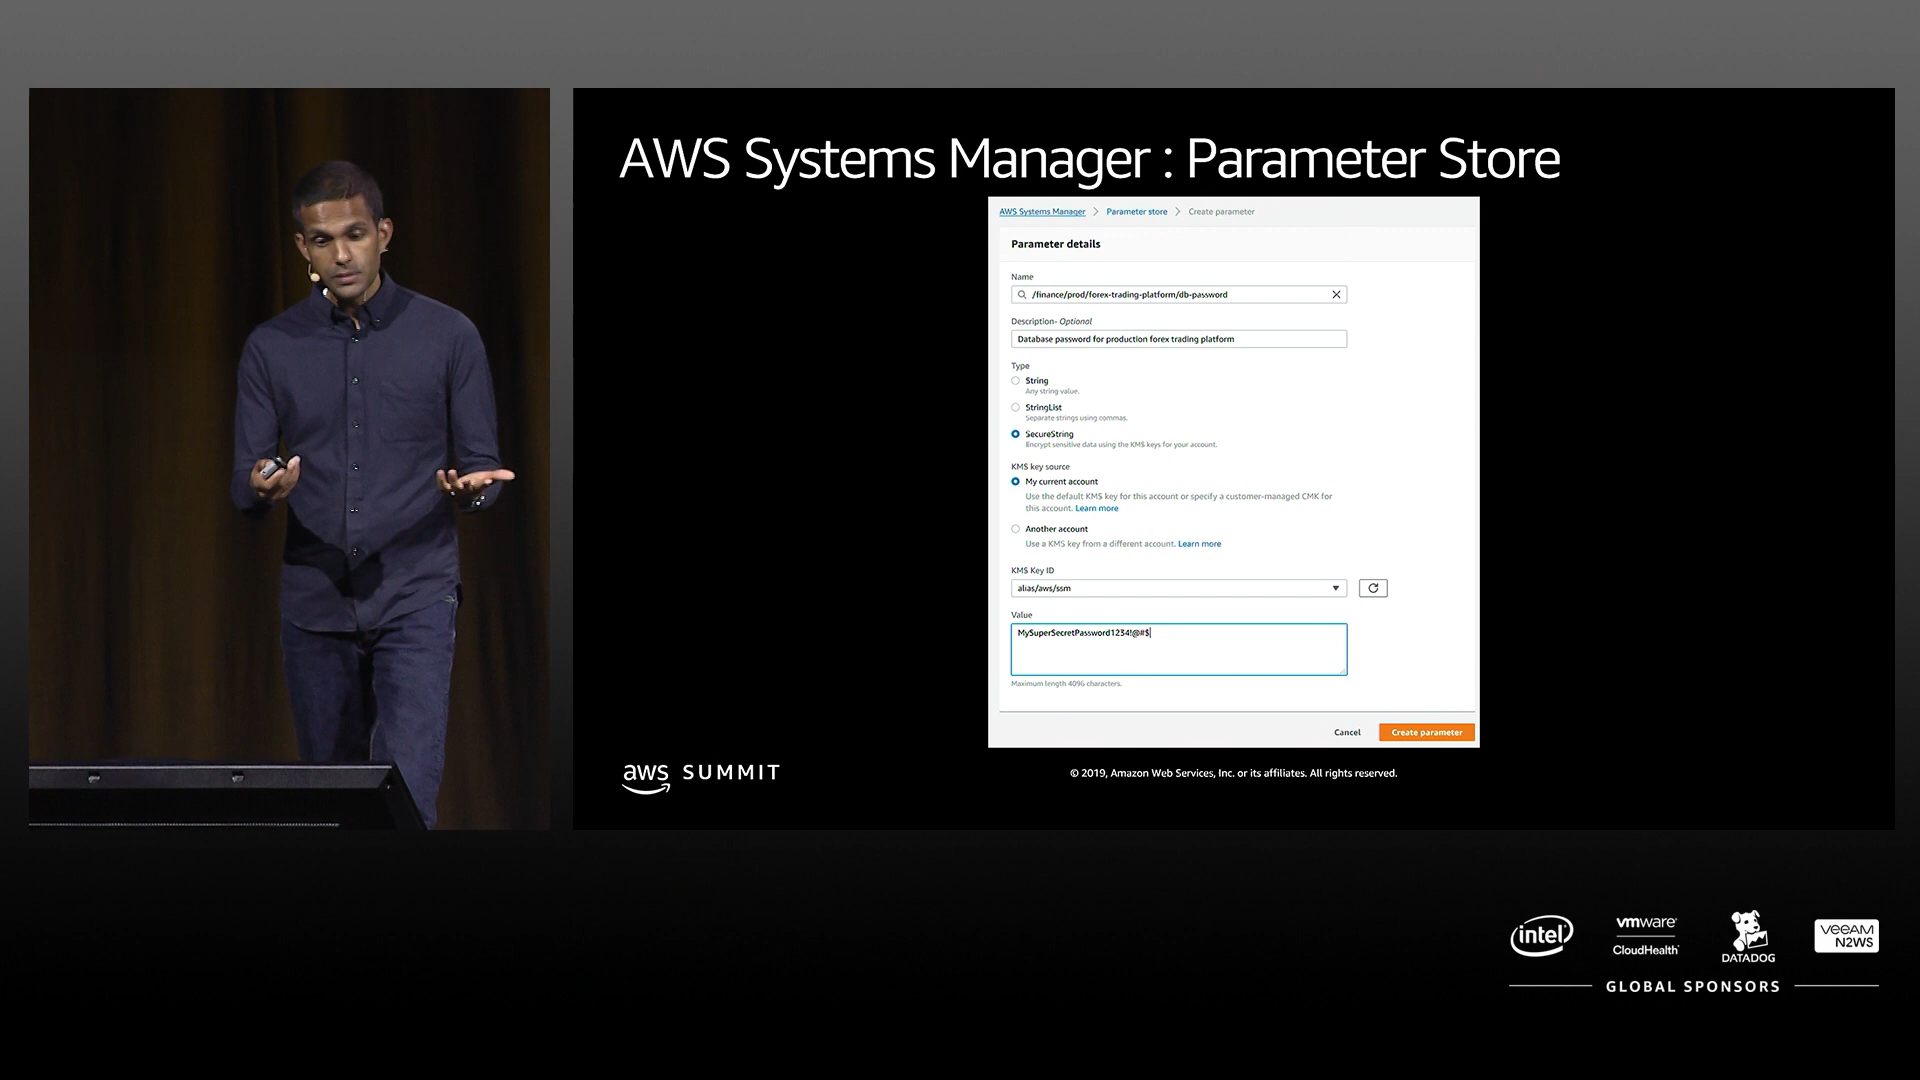 AWS Systems Manager : Parameter Store
AWS Systems Manager > Parameter store > Create parameter
Parameter details
Name
/finance/prod/forex-trading-platform/db-password
Description- Optional
Database password for production forex trading platform
Type
String
Any string value.
StringList
Separate strings using commas.
SecureString
Encrypt sensitive data using the KMS keys for your account.
KMS key source
My current account
Use the default KMS key for this account or specify a customer-managed CMK for
this account. Learn more
Another account
Use a KMS key from a different account. Learn more
KMS Key ID
alias/aws/ssm
Value
MySuperSecretPassword1234!@#$
Maximum length 4096 characters.
Cancel
Create parameter
aws SUMMIT
© 2019, Amazon Web Services, Inc. or its affiliates. All rights reserved.
intel
vmware
CloudHealth
DATADOG
VEEAM
N2WS
GLOBAL SPONSORS